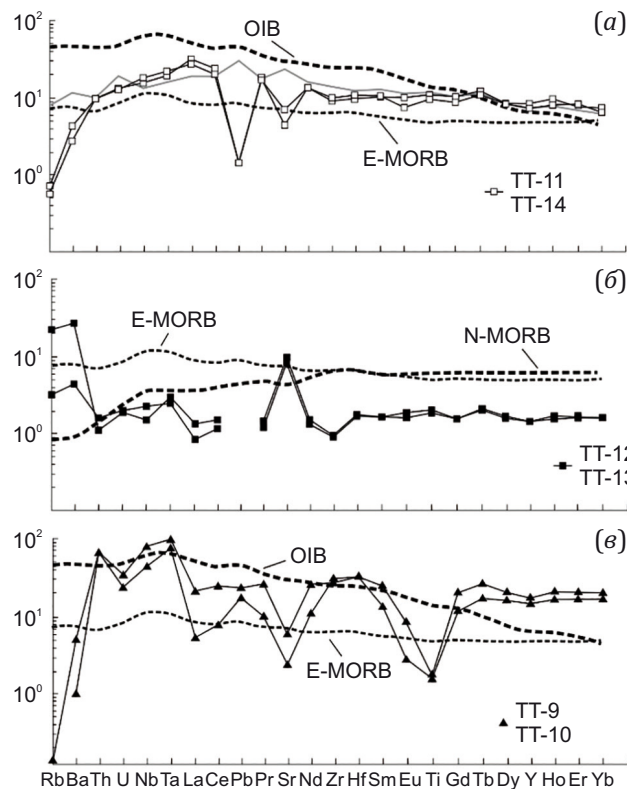 (а)
10²
OIB
10¹
E-MORB
10⁰
TT-11
TT-14
(б)
10²
E-MORB
N-MORB
10¹
10⁰
TT-12
TT-13
(в)
10²
OIB
10¹
E-MORB
10⁰
TT-9
TT-10
Rb Ba Th U Nb Ta La Ce Pb Pr Sr Nd Zr Hf Sm Eu Ti Gd Tb Dy Y Ho Er Yb